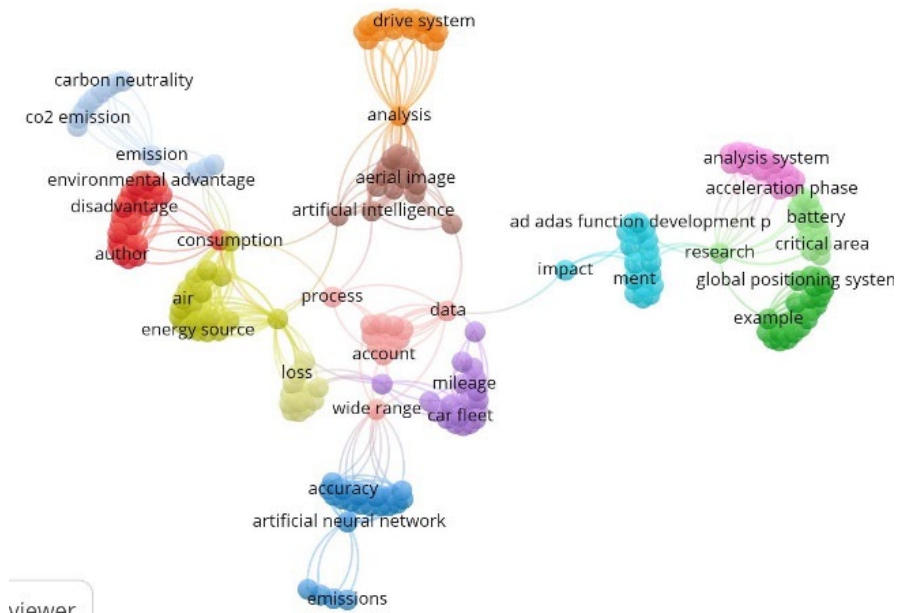 drive system
carbon neutrality
co2 emission
analysis
emission
analysis system
environmental advantage
aerial image
acceleration phase
disadvantage
artificial intelligence
ad adas function development p
battery
author
consumption
research
critical area
impact
ment
global positioning system
air
process
data
example
energy source
account
loss
mileage
wide range
car fleet
accuracy
artificial neural network
emissions
viewer